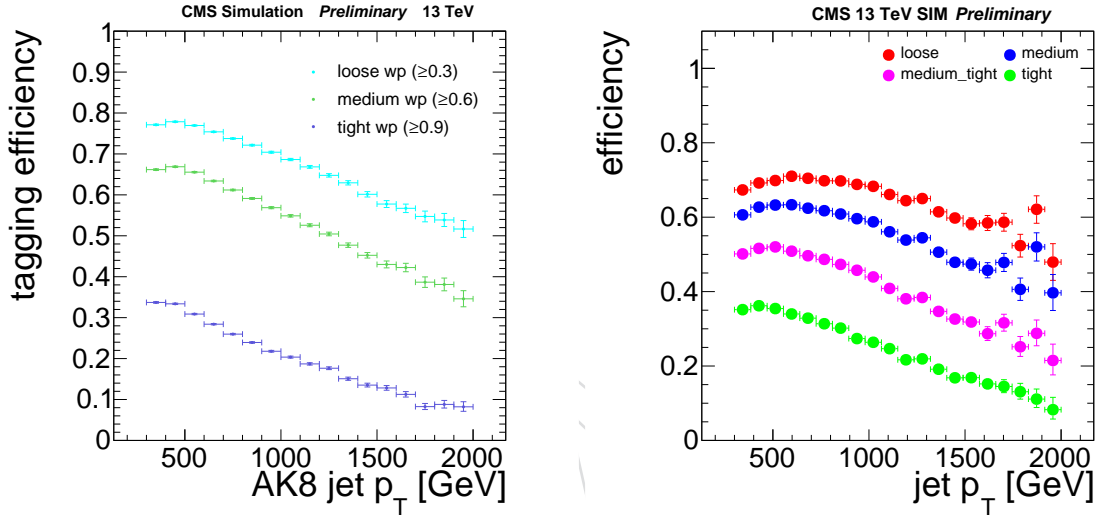 CMS Simulation Preliminary 13 TeV
tagging efficiency
1
0.9
0.8
0.7
0.6
0.5
0.4
0.3
0.2
0.1
0
loose wp (≥0.3)
medium wp (≥0.6)
tight wp (≥0.9)
500 1000 1500 2000
AK8 jet p_T [GeV]
CMS 13 TeV SIM Preliminary
efficiency
1
0.8
0.6
0.4
0.2
0
loose medium
medium_tight tight
500 1000 1500 2000
jet p_T [GeV]